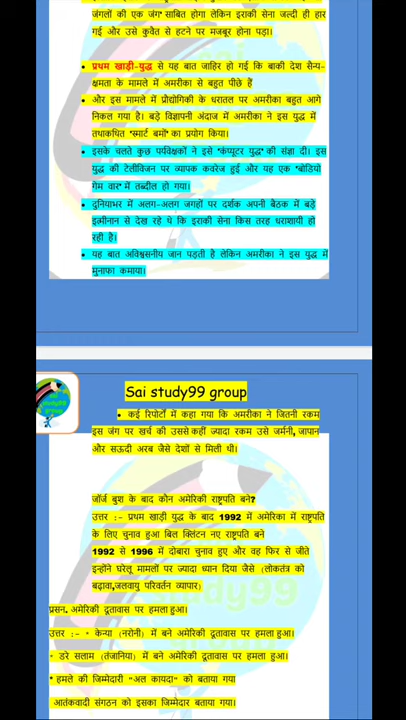 जंगलों की एक जंग' साबित होगा लेकिन इराकी सेना जल्दी ही हार
गई और उसे कुवैत से हटने पर मजबूर होना पड़ा।
• प्रथम खाड़ी-युद्ध से यह बात जाहिर हो गई कि बाकी देश सैन्य-
क्षमता के मामले में अमरीका से बहुत पीछे हैं
• और इस मामले में प्रौद्योगिकी के धरातल पर अमरीका बहुत आगे
निकल गया है। बड़े विज्ञापनी अंदाज में अमरीका ने इस युद्ध में
तथाकथित 'स्मार्ट बमों' का प्रयोग किया।
• इसके चलते कुछ पर्यवेक्षकों ने इसे 'कंप्यूटर युद्ध' की संज्ञा दी। इस
युद्ध की टेलीविजन पर व्यापक कवरेज हुई और यह एक 'बीडियो
गेम वार' में तब्दील हो गया।
• दुनियाभर में अलग-अलग जगहों पर दर्शक अपनी बैठक में बड़े
इत्मीनान से देख रहे थे कि इराकी सेना किस तरह धराशायी हो
रही है।
• यह बात अविश्वसनीय जान पड़ती है लेकिन अमरीका ने इस युद्ध में
मुनाफा कमाया।
Sai study99 group
• कई रिपोर्टों में कहा गया कि अमरीका ने जितनी रकम
इस जंग पर खर्च की उससे कहीं ज्यादा रकम उसे जर्मनी, जापान
और सऊदी अरब जैसे देशों से मिली थी।
जॉर्ज बुश के बाद कौन अमेरिकी राष्ट्रपति बने?
उत्तर :- प्रथम खाड़ी युद्ध के बाद 1992 में अमेरिका में राष्ट्रपति
के लिए चुनाव हुआ बिल क्लिंटन नए राष्ट्रपति बने
1992 से 1996 में दोबारा चुनाव हुए और वह फिर से जीते
इन्होंने घरेलू मामलों पर ज्यादा ध्यान दिया जैसे (लोकतंत्र को
बढ़ावा,जलवायु परिवर्तन व्यापार)
प्रसन. अमेरिकी दूतावास पर हमला हुआ।
उत्तर :- * केन्या (नरोनी) में बने अमेरिकी दूतावास पर हमला हुआ।
* डरे सलाम (तंजानिया) में बने अमेरिकी दूतावास पर हमला हुआ।
* हमले की जिम्मेदारी "अल कायदा" को बताया गया
आतंकवादी संगठन को इसका जिम्मेदार बताया गया।